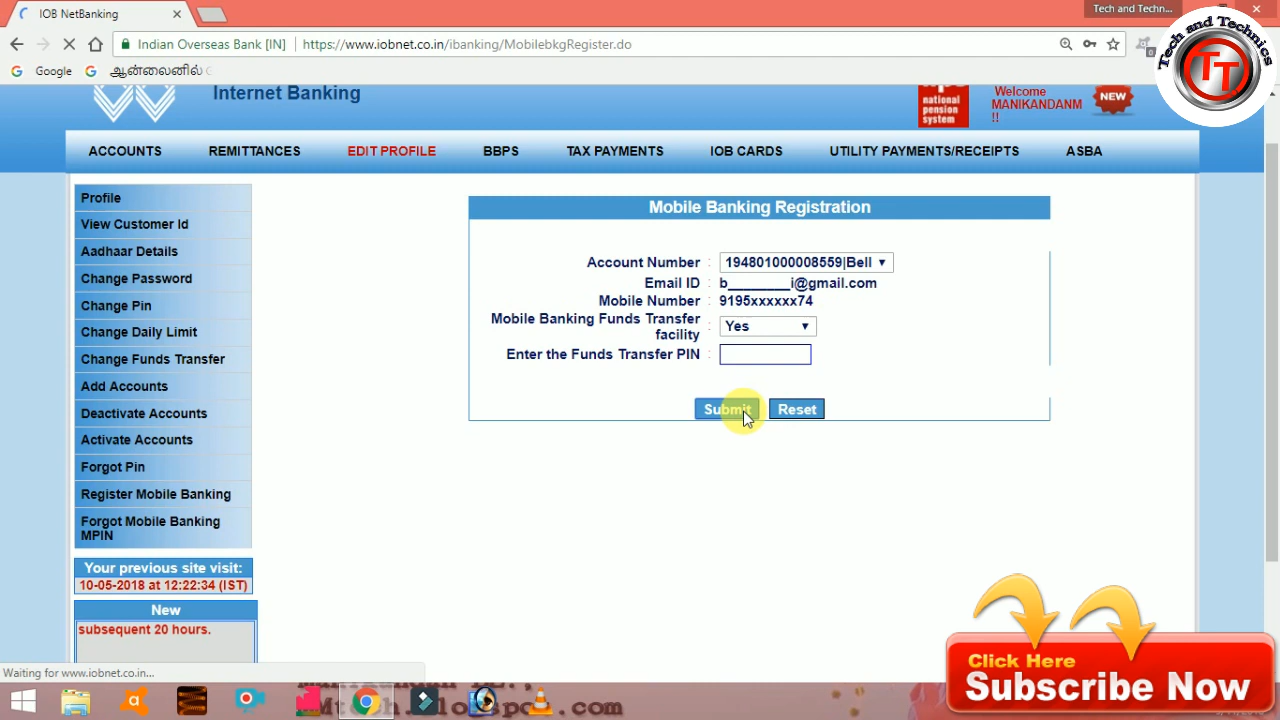 IOB NetBanking
Tech and Techn...
Indian Overseas Bank [IN]
https://www.iobnet.co.in/ibanking/MobilebkgRegister.do
Google
ஆன்லைனில்
Tech and Technics
TT
Internet Banking
national
pension
system
Welcome
MANIKANDANM
!!
NEW
ACCOUNTS
REMITTANCES
EDIT PROFILE
BBPS
TAX PAYMENTS
IOB CARDS
UTILITY PAYMENTS/RECEIPTS
ASBA
Profile
View Customer Id
Aadhaar Details
Change Password
Change Pin
Change Daily Limit
Change Funds Transfer
Add Accounts
Deactivate Accounts
Activate Accounts
Forgot Pin
Register Mobile Banking
Forgot Mobile Banking
MPIN
Your previous site visit:
10-05-2018 at 12:22:34 (IST)
New
subsequent 20 hours.
Mobile Banking Registration
Account Number : 194801000008559|Bell
Email ID : b________i@gmail.com
Mobile Number : 9195xxxxxx74
Mobile Banking Funds Transfer
facility : Yes
Enter the Funds Transfer PIN :
Submit
Reset
Waiting for www.iobnet.co.in...
Click Here
Subscribe Now